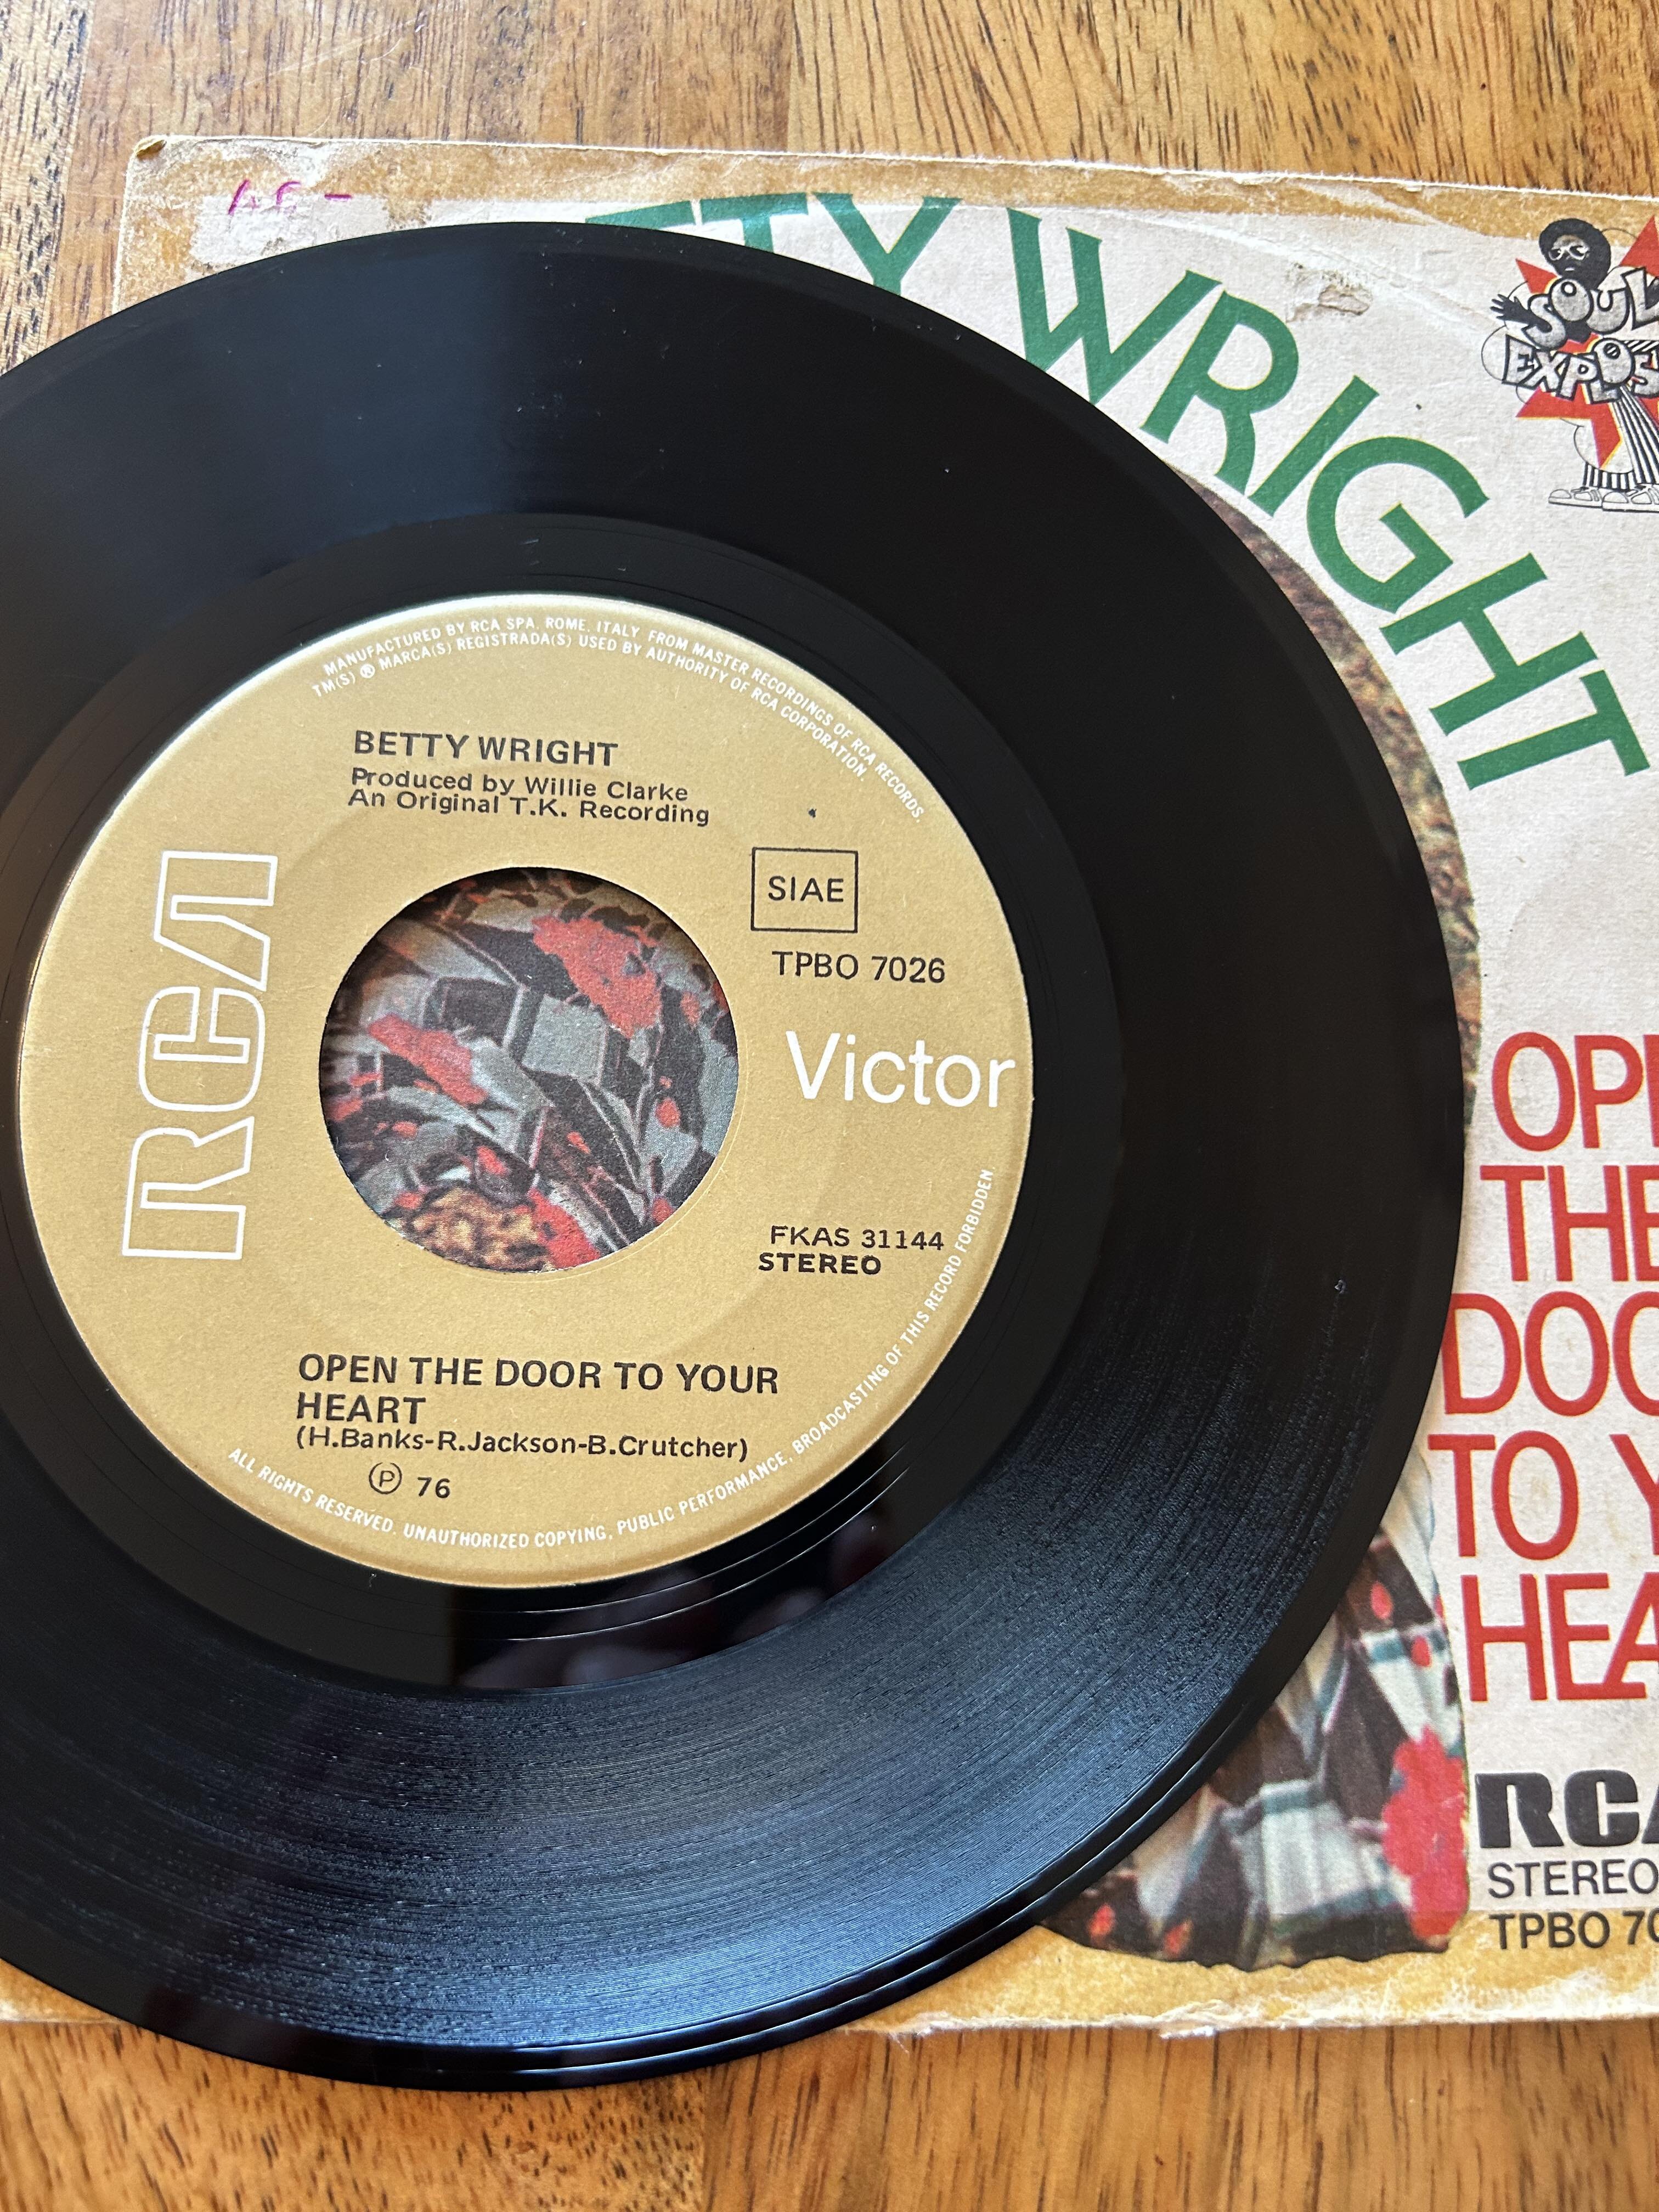 TTY WRIGHT
SOUL
EXPLOS
MANUFACTURED BY RCA SPA. ROME. ITALY FROM MASTER RECORDINGS OF RCA RECORDS.
TM(S) ® MARCA(S) REGISTRADA(S) USED BY AUTHORITY OF RCA CORPORATION.
BETTY WRIGHT
Produced by Willie Clarke
An Original T.K. Recording
RCA
SIAE
TPBO 7026
Victor
FKAS 31144
STEREO
OPEN THE DOOR TO YOUR
HEART
(H.Banks-R.Jackson-B.Crutcher)
Ⓟ 76
ALL RIGHTS RESERVED. UNAUTHORIZED COPYING, PUBLIC PERFORMANCE, BROADCASTING OF THIS RECORD FORBIDDEN.
OPE
THE
DOO
TO Y
HEA
RCA
STEREO
TPBO 70